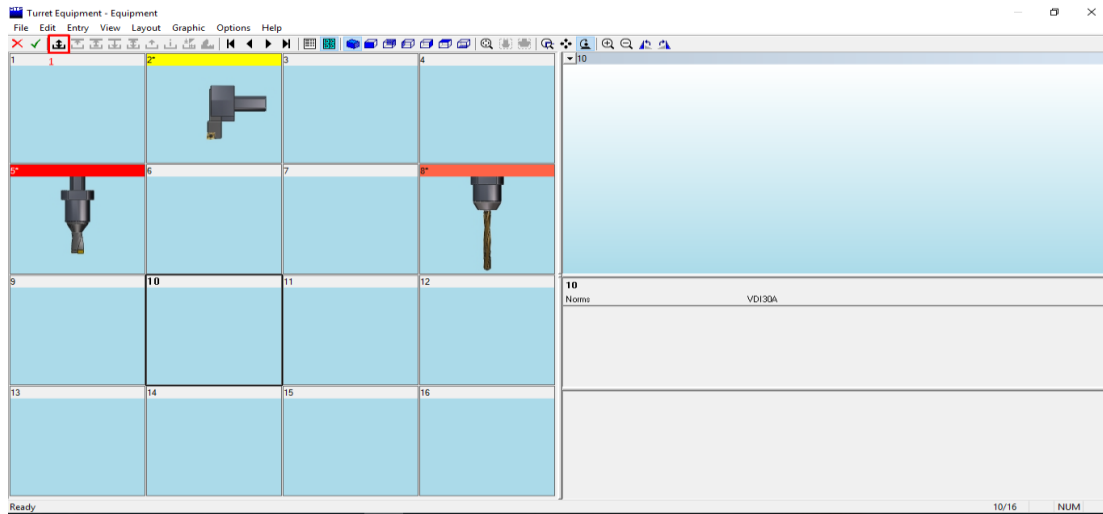 Turret Equipment - Equipment
File Edit Entry View Layout Graphic Options Help
1 1 2* 3 4 10
5* 6 7 8*
9 10 11 12 10
Norms VDI30A
13 14 15 16
Ready 10/16 NUM